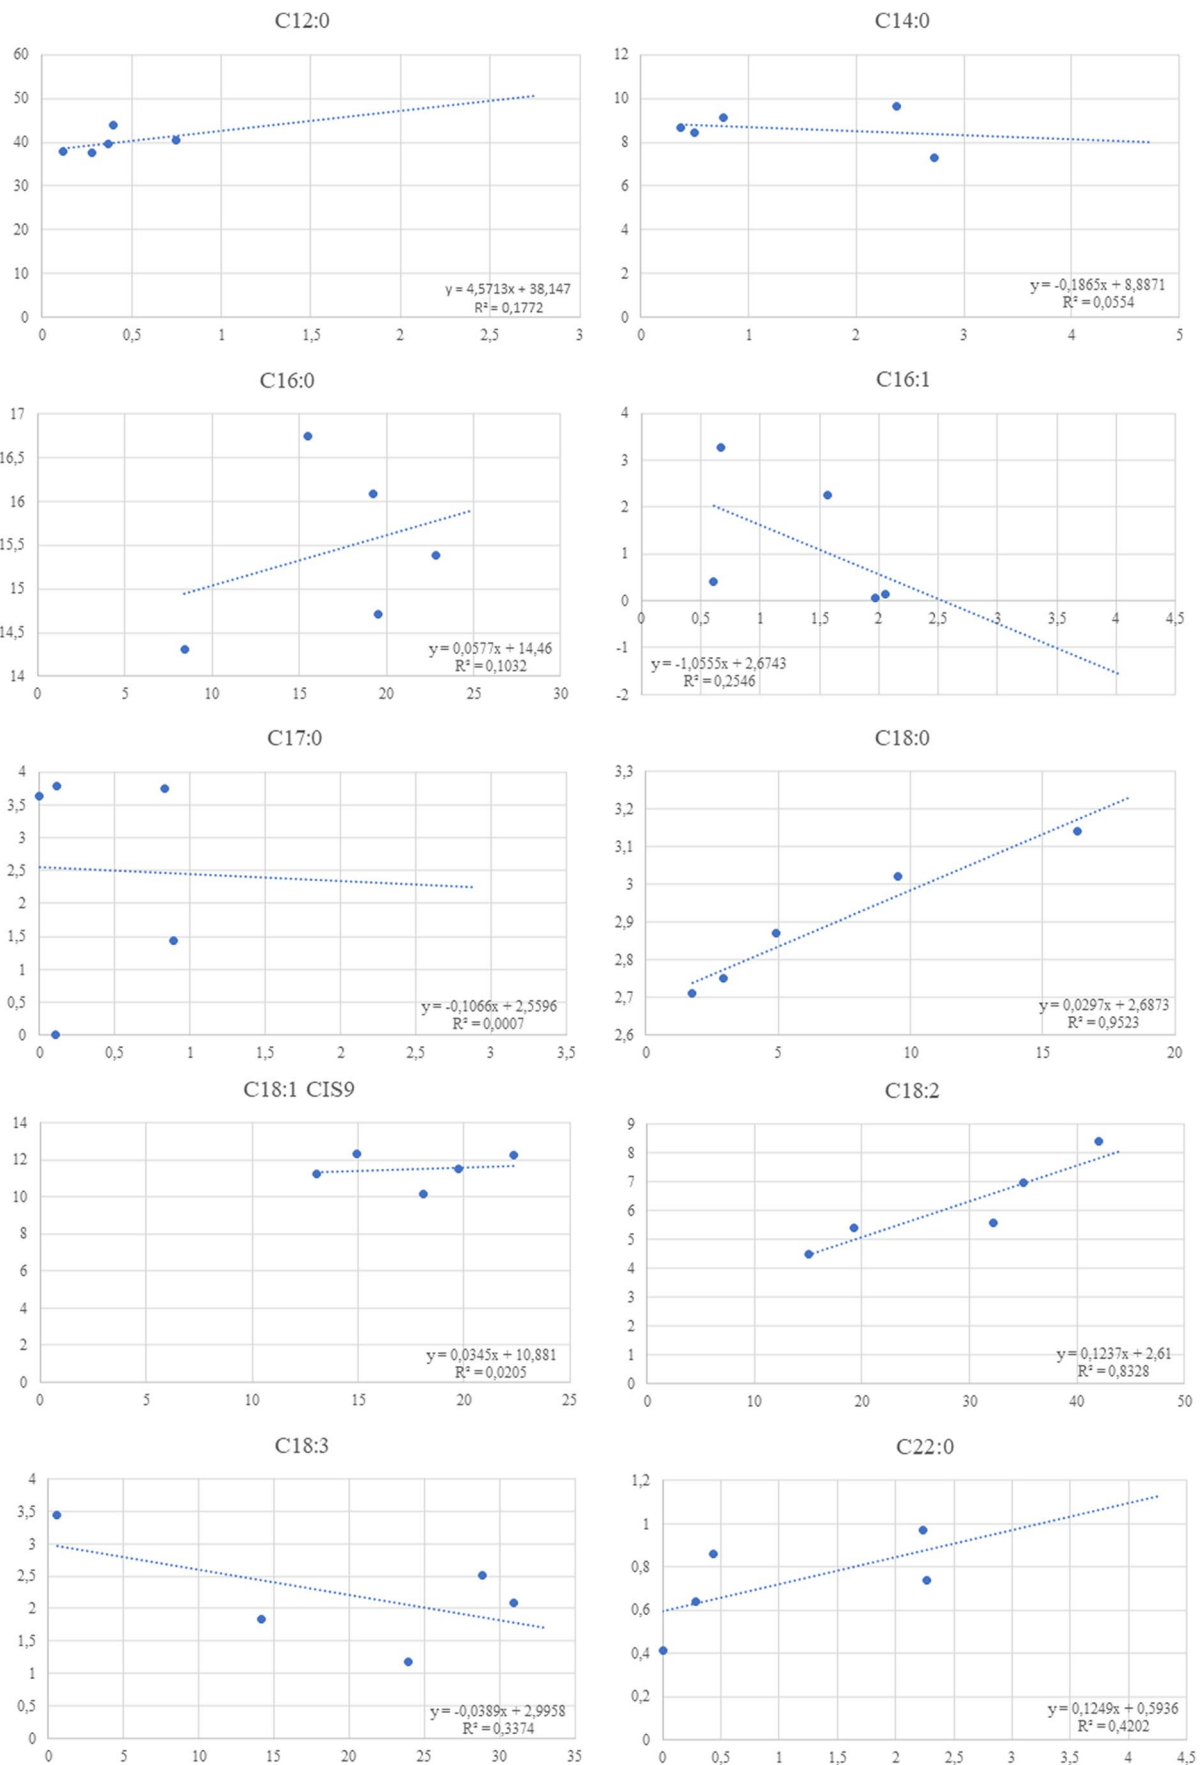 C12:0
60
50
40
30
20
10
0
0 0,5 1 1,5 2 2,5 3
y = 4,5713x + 38,147
R² = 0,1772
C14:0
12
10
8
6
4
2
0
0 1 2 3 4 5
y = -0,1865x + 8,8871
R² = 0,0554
C16:0
17
16,5
16
15,5
15
14,5
14
0 5 10 15 20 25 30
y = 0,0577x + 14,46
R² = 0,1032
C16:1
4
3
2
1
0
-1
-2
0 0,5 1 1,5 2 2,5 3 3,5 4 4,5
y = -1,0555x + 2,6743
R² = 0,2546
C17:0
4
3,5
3
2,5
2
1,5
1
0,5
0
0 0,5 1 1,5 2 2,5 3 3,5
y = -0,1066x + 2,5596
R² = 0,0007
C18:0
3,3
3,2
3,1
3
2,9
2,8
2,7
2,6
0 5 10 15 20
y = 0,0297x + 2,6873
R² = 0,9523
C18:1 CIS9
14
12
10
8
6
4
2
0
0 5 10 15 20 25
y = 0,0345x + 10,881
R² = 0,0205
C18:2
9
8
7
6
5
4
3
2
1
0
0 10 20 30 40 50
y = 0,1237x + 2,61
R² = 0,8328
C18:3
4
3,5
3
2,5
2
1,5
1
0,5
0
0 5 10 15 20 25 30 35
y = -0,0389x + 2,9958
R² = 0,3374
C22:0
1,2
1
0,8
0,6
0,4
0,2
0
0 0,5 1 1,5 2 2,5 3 3,5 4 4,5
y = 0,1249x + 0,5936
R² = 0,4202